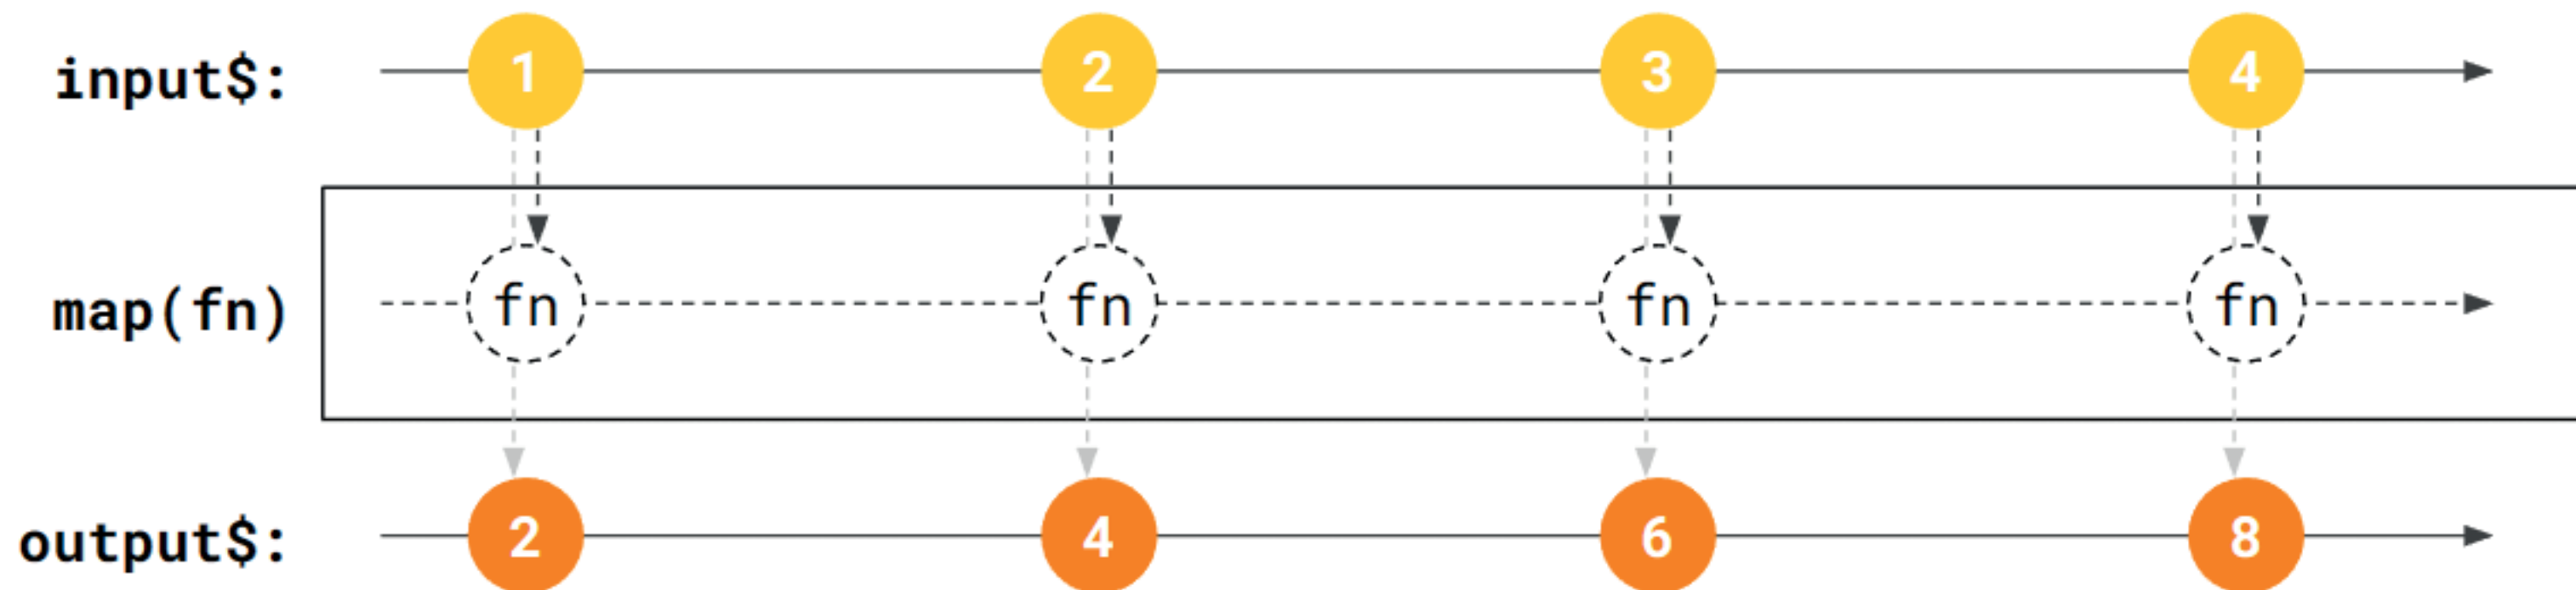 input$: 1 2 3 4
map(fn) fn fn fn fn
output$: 2 4 6 8